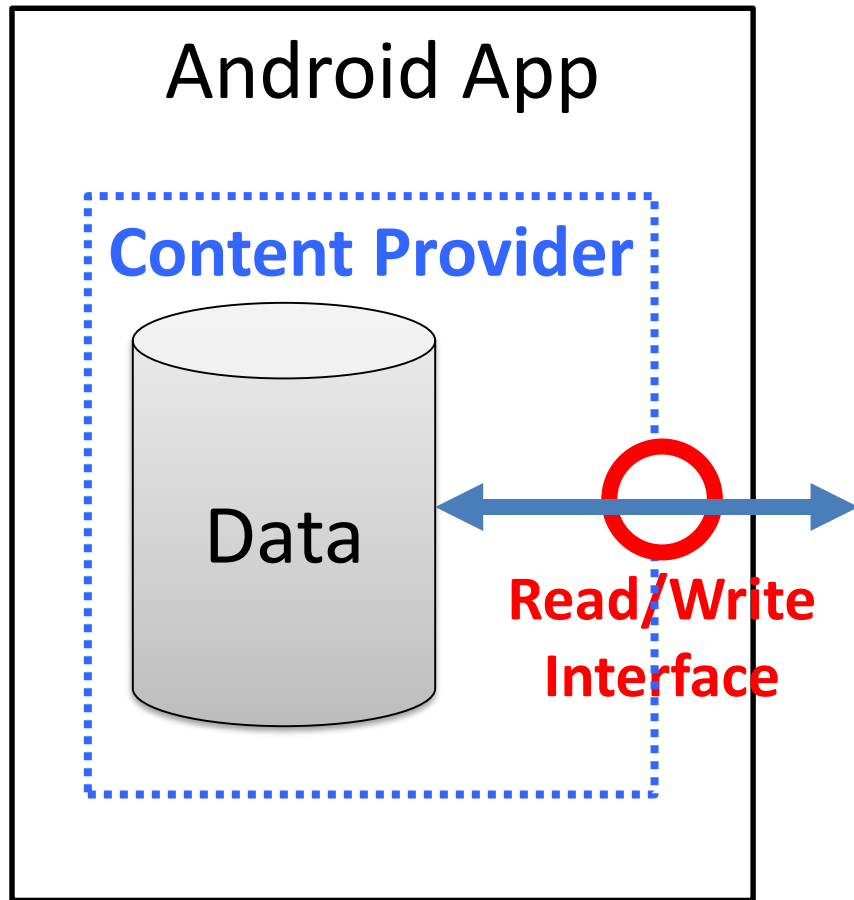 Android App
Content Provider
Data
Read/Write
Interface